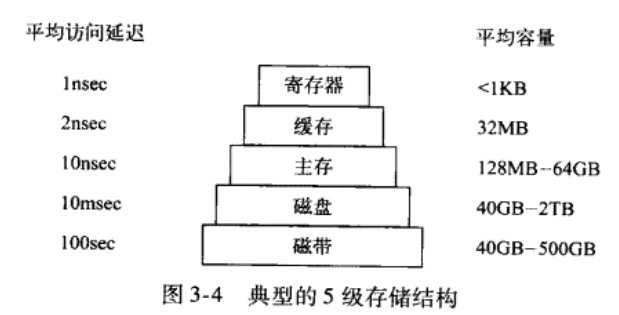 平均访问延迟 平均容量
1nsec 寄存器 <1KB
2nsec 缓存 32MB
10nsec 主存 128MB-64GB
10msec 磁盘 40GB-2TB
100sec 磁带 40GB-500GB
图 3-4 典型的 5 级存储结构